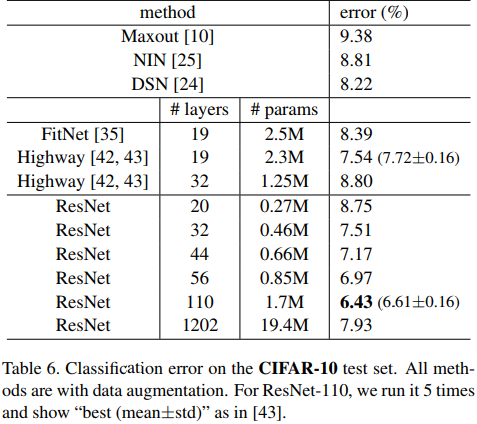 method error (%)
Maxout [10] 9.38
NIN [25] 8.81
DSN [24] 8.22
# layers # params
FitNet [35] 19 2.5M 8.39
Highway [42, 43] 19 2.3M 7.54 (7.72±0.16)
Highway [42, 43] 32 1.25M 8.80
ResNet 20 0.27M 8.75
ResNet 32 0.46M 7.51
ResNet 44 0.66M 7.17
ResNet 56 0.85M 6.97
ResNet 110 1.7M 6.43 (6.61±0.16)
ResNet 1202 19.4M 7.93
Table 6. Classification error on the CIFAR-10 test set. All meth-
ods are with data augmentation. For ResNet-110, we run it 5 times
and show “best (mean±std)” as in [43].